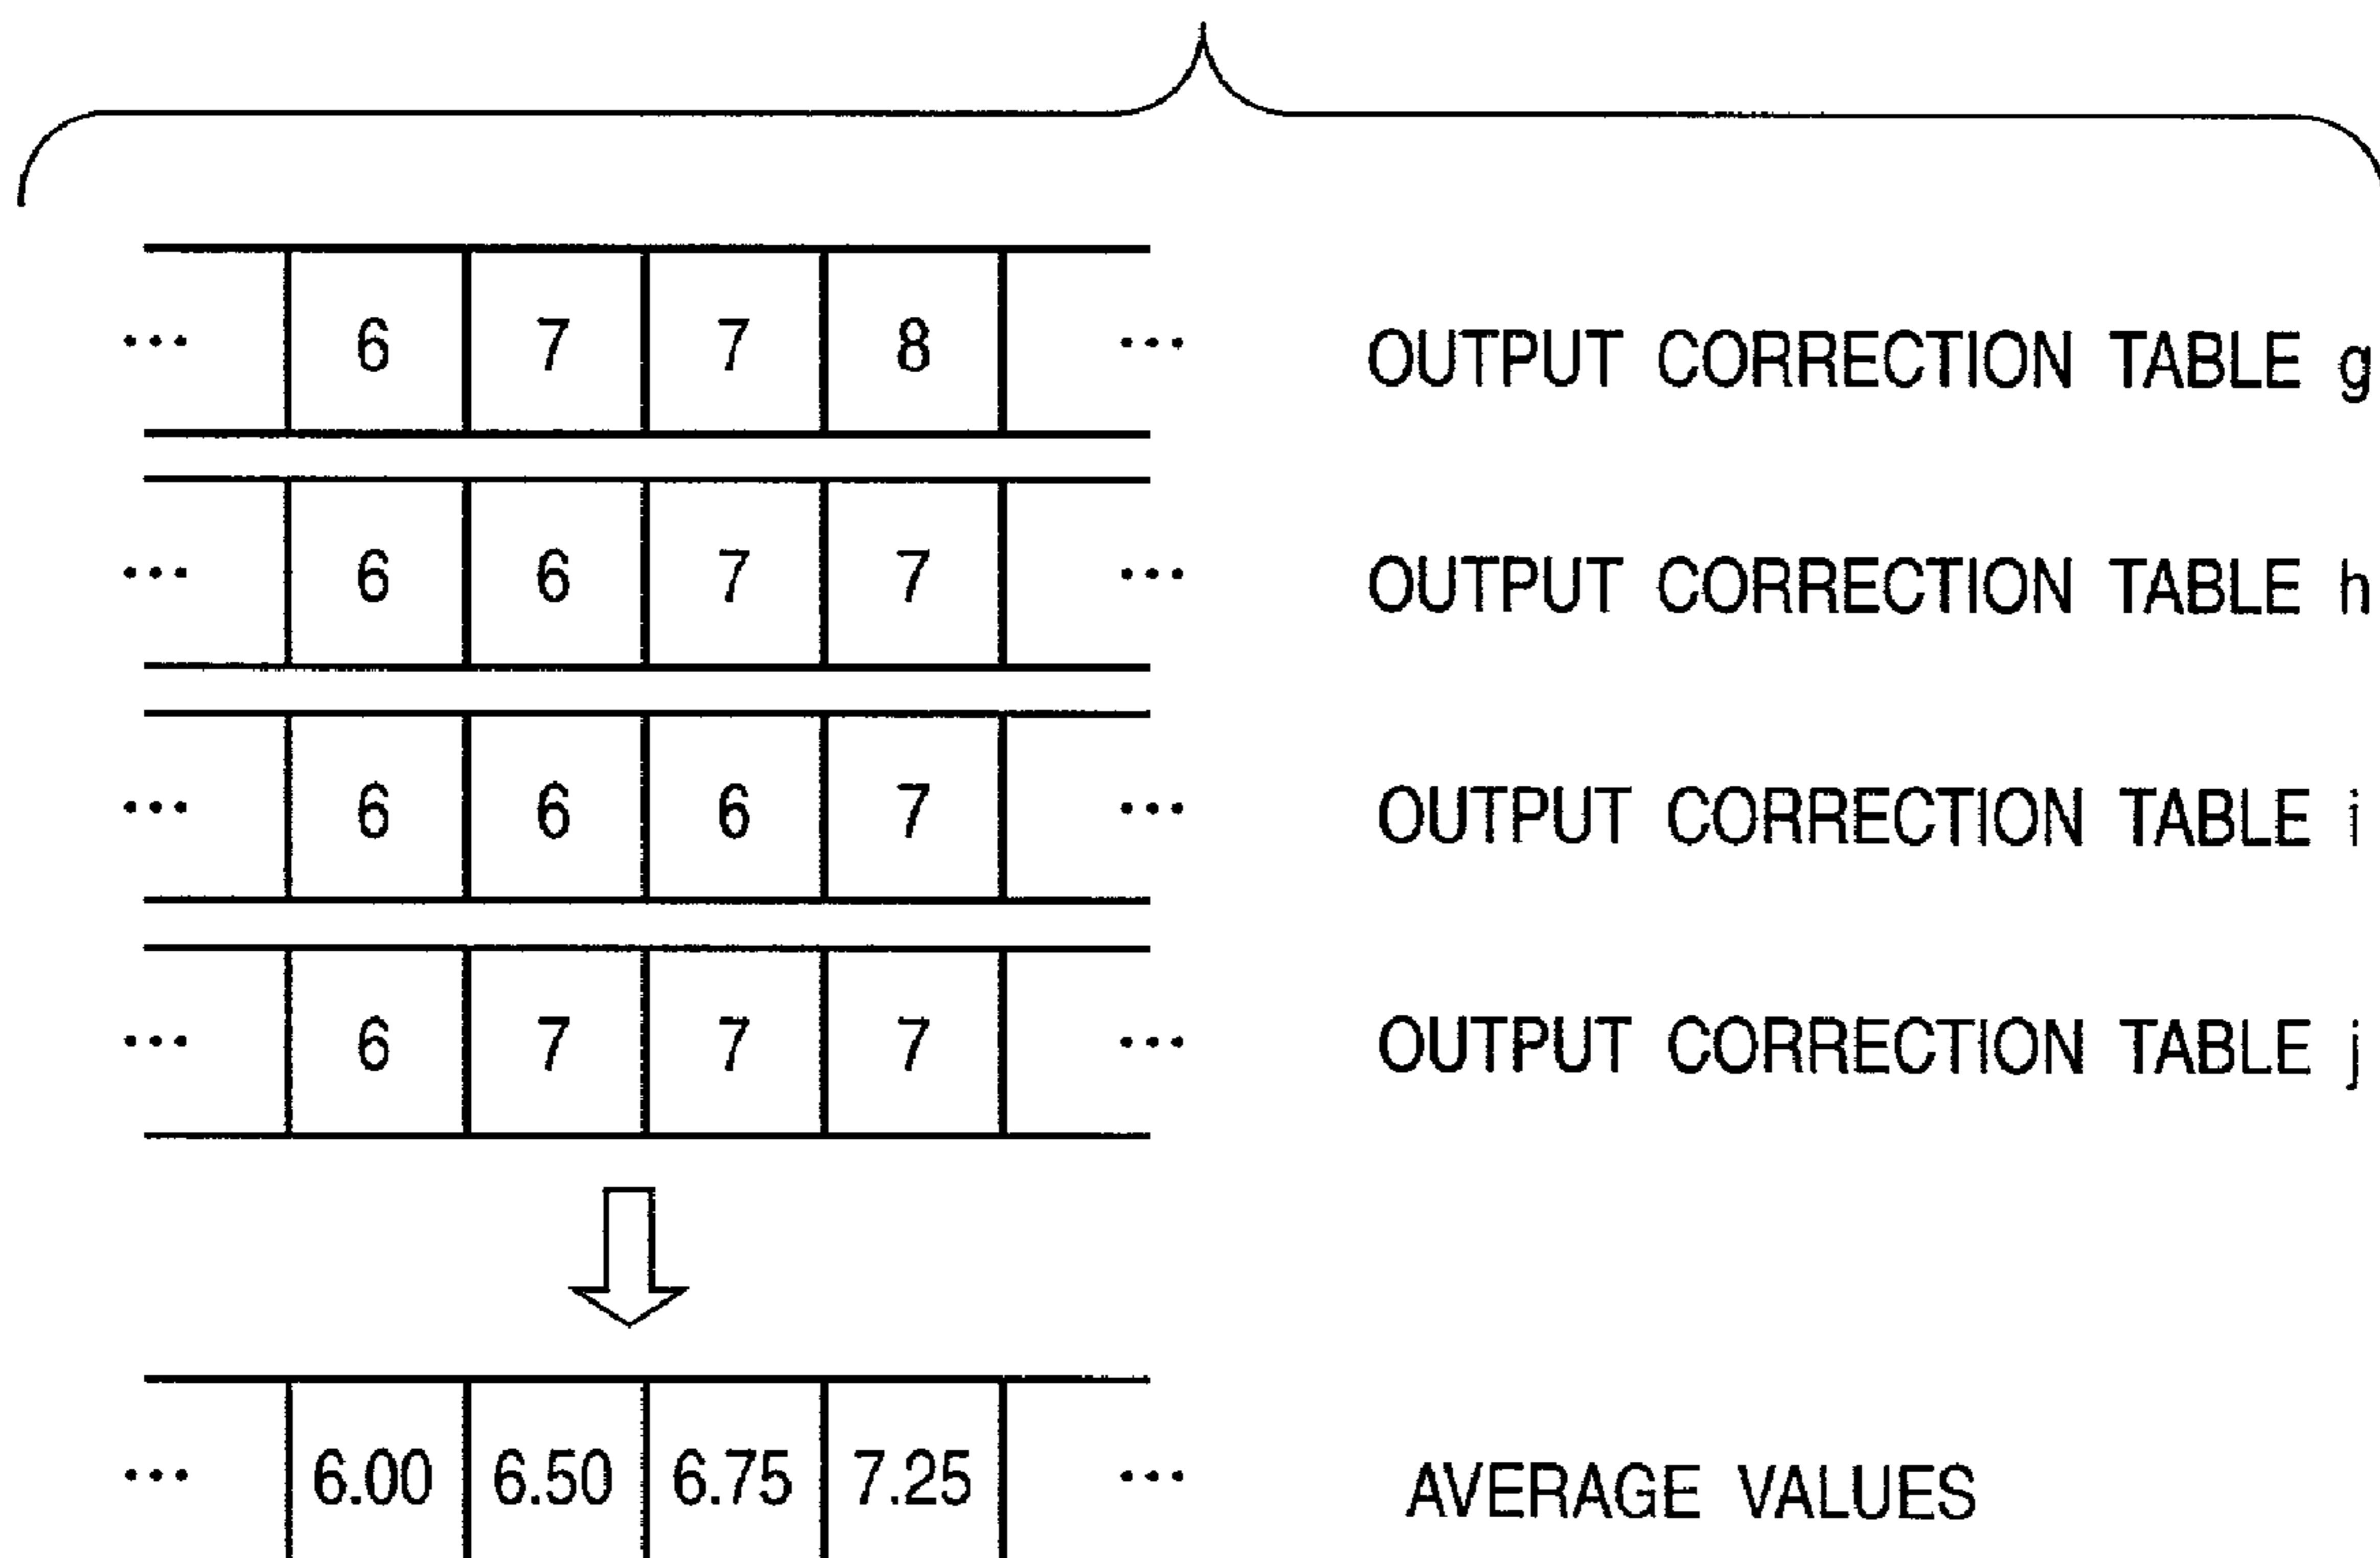 ... 6 7 7 8 ... OUTPUT CORRECTION TABLE g
... 6 6 7 7 ... OUTPUT CORRECTION TABLE h
... 6 6 6 7 ... OUTPUT CORRECTION TABLE i
... 6 7 7 7 ... OUTPUT CORRECTION TABLE j
... 6.00 6.50 6.75 7.25 ... AVERAGE VALUES